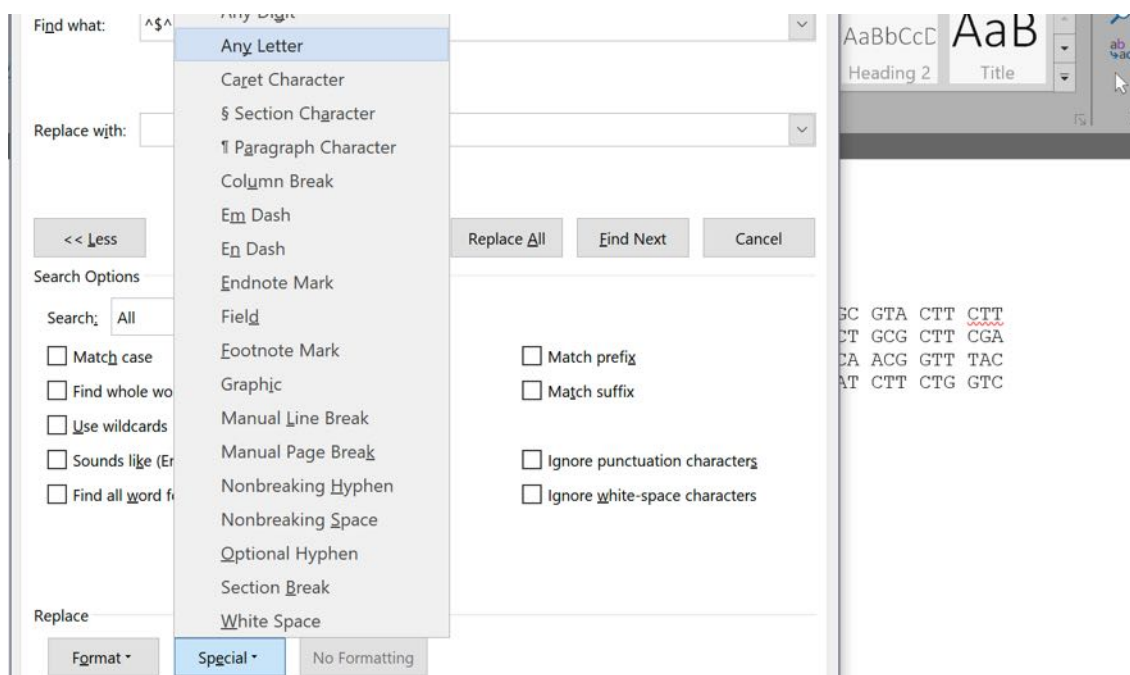 Any Digit
Find what: ^$^
Any Letter
Caret Character
§ Section Character
¶ Paragraph Character
Column Break
Em Dash
En Dash
Endnote Mark
Field
Footnote Mark
Graphic
Manual Line Break
Manual Page Break
Nonbreaking Hyphen
Nonbreaking Space
Optional Hyphen
Section Break
White Space
Replace with:
<< Less
Replace All
Find Next
Cancel
Search Options
Search: All
Match case
Find whole wo
Use wildcards
Sounds like (Er
Find all word f
Match prefix
Match suffix
Ignore punctuation characters
Ignore white-space characters
Replace
Format
Special
No Formatting
AaBbCcD AaB
Heading 2 Title
GC GTA CTT CTT
CT GCG CTT CGA
CA ACG GTT TAC
AT CTT CTG GTC